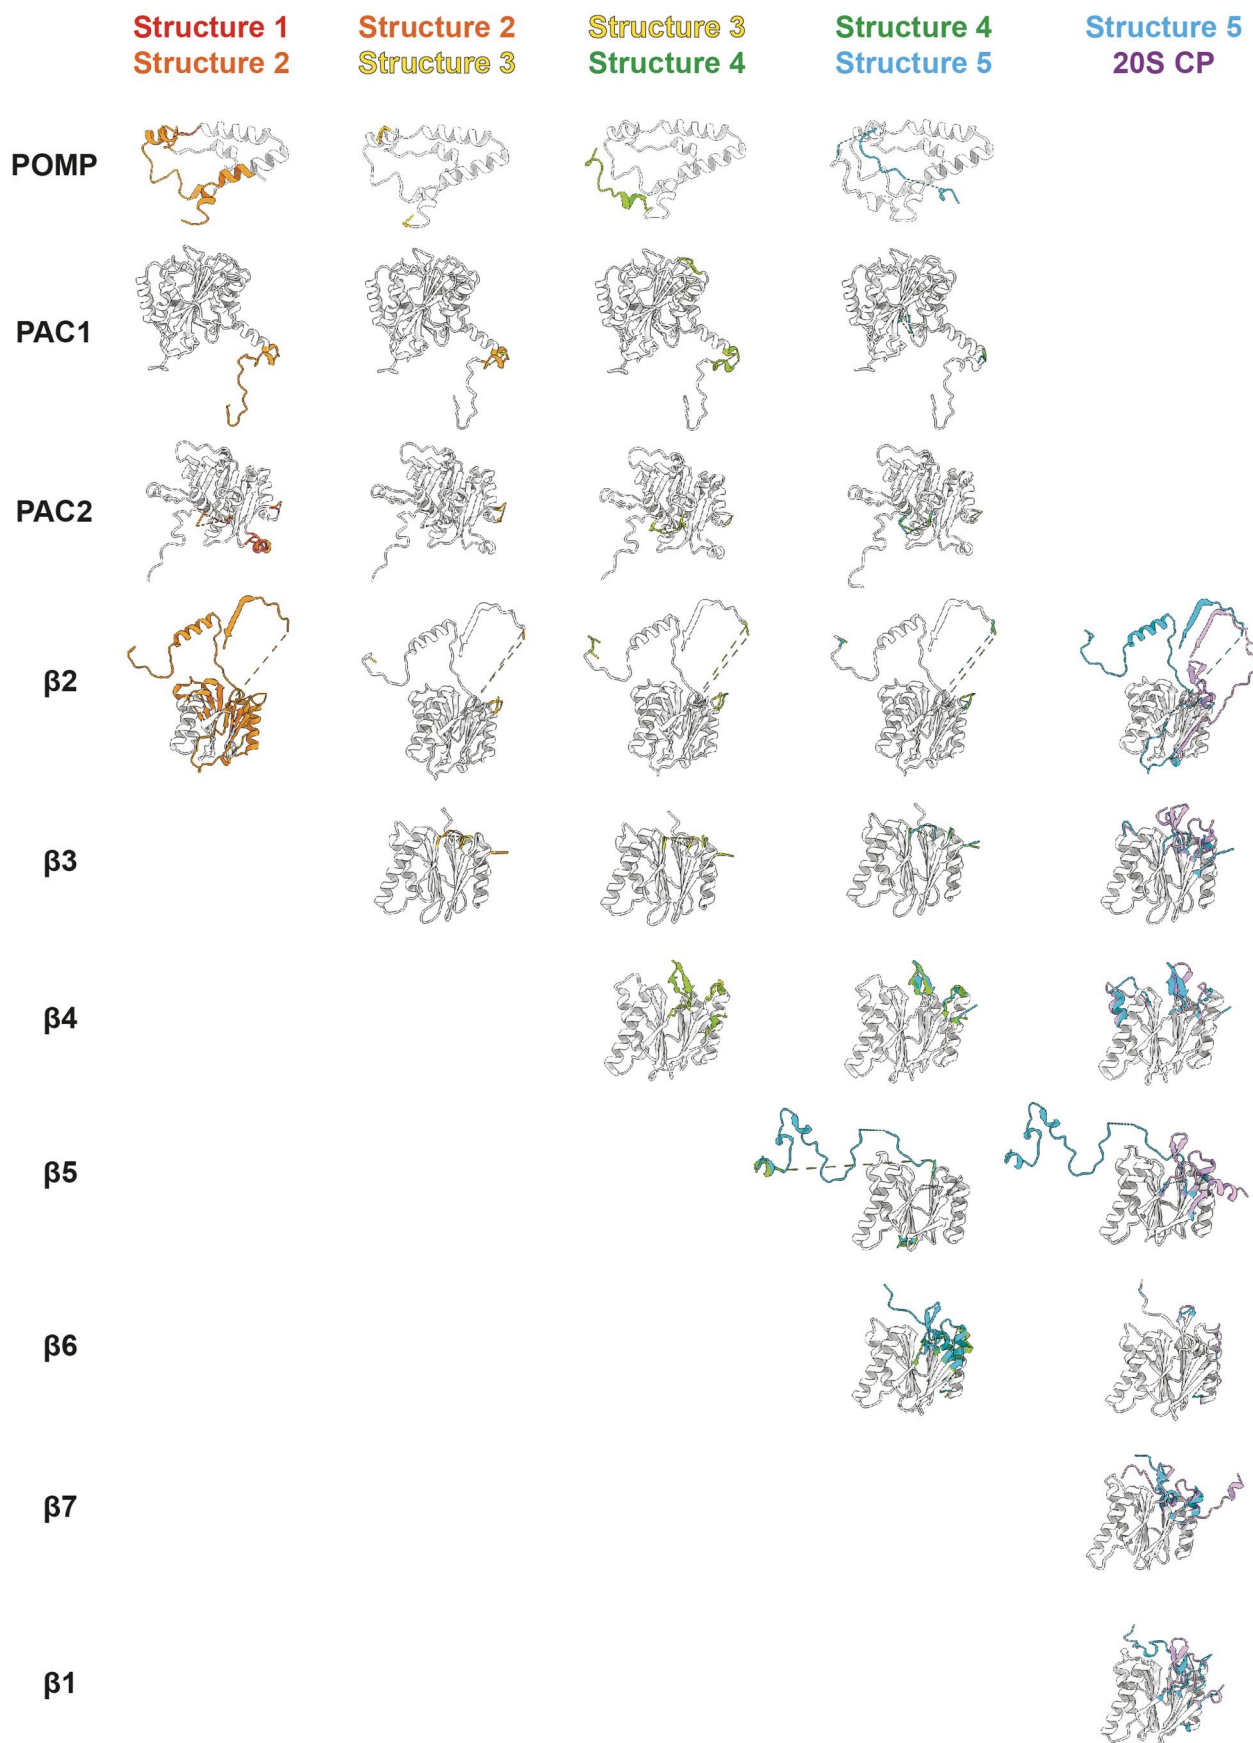 Structure 1 Structure 2 Structure 3 Structure 4 Structure 5
Structure 2 Structure 3 Structure 4 Structure 5 20S CP
POMP
PAC1
PAC2
β2
β3
β4
β5
β6
β7
β1